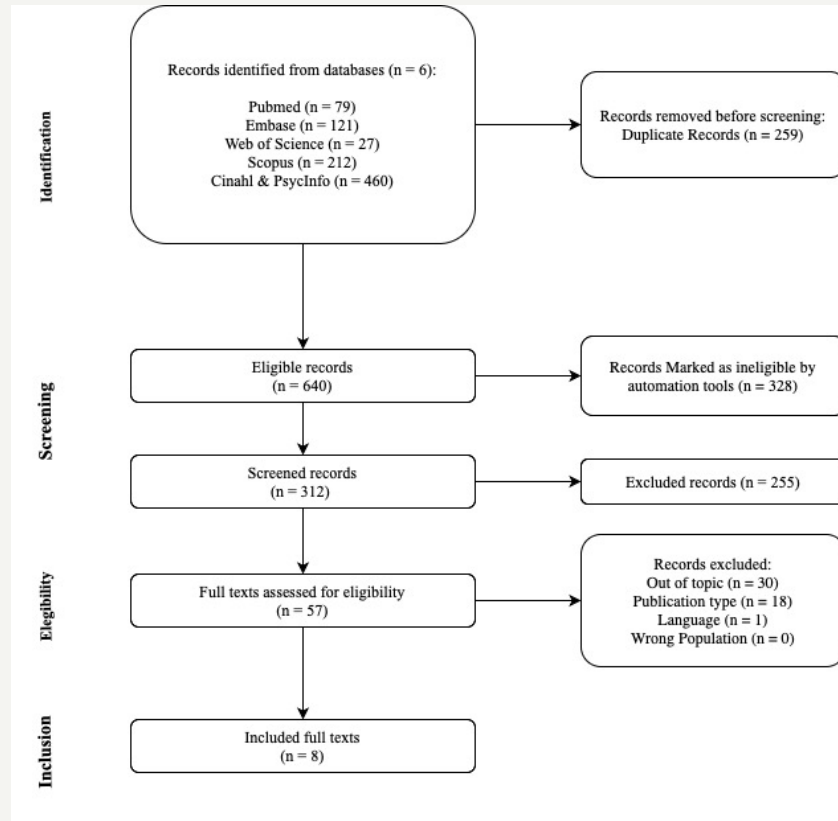 Identification
Records identified from databases (n = 6):
Pubmed (n = 79)
Embase (n = 121)
Web of Science (n = 27)
Scopus (n = 212)
Cinahl & PsycInfo (n = 460)
Records removed before screening:
Duplicate Records (n = 259)
Screening
Eligible records
(n = 640)
Records Marked as ineligible by
automation tools (n = 328)
Screened records
(n = 312)
Excluded records (n = 255)
Elegibility
Full texts assessed for eligibility
(n = 57)
Records excluded:
Out of topic (n = 30)
Publication type (n = 18)
Language (n = 1)
Wrong Population (n = 0)
Inclusion
Included full texts
(n = 8)